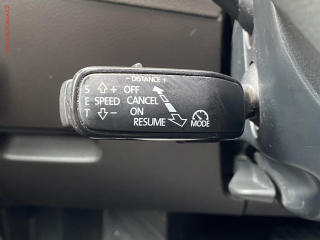 - DISTANCE +
S + OFF
E SPEED CANCEL
T - ON
RESUME MODE